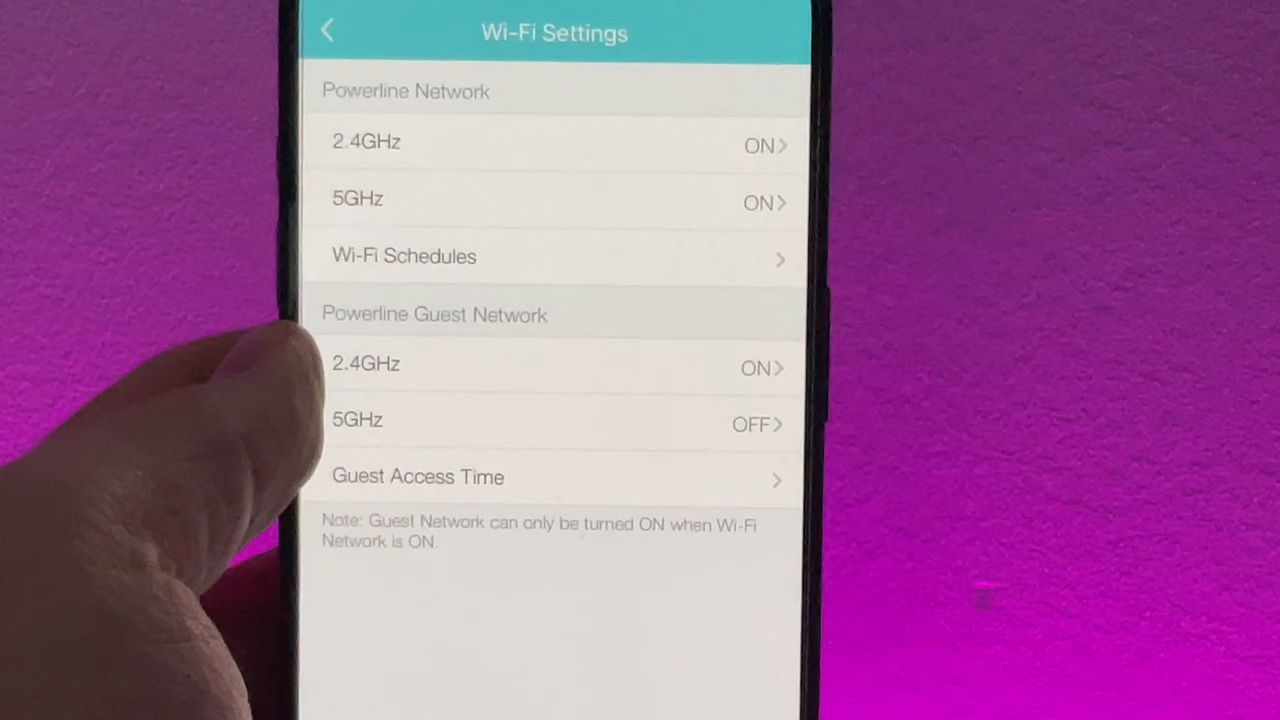 Wi-Fi Settings
Powerline Network
2.4GHz ON
5GHz ON
Wi-Fi Schedules
Powerline Guest Network
2.4GHz ON
5GHz OFF
Guest Access Time
Note: Guest Network can only be turned ON when Wi-Fi
Network is ON.